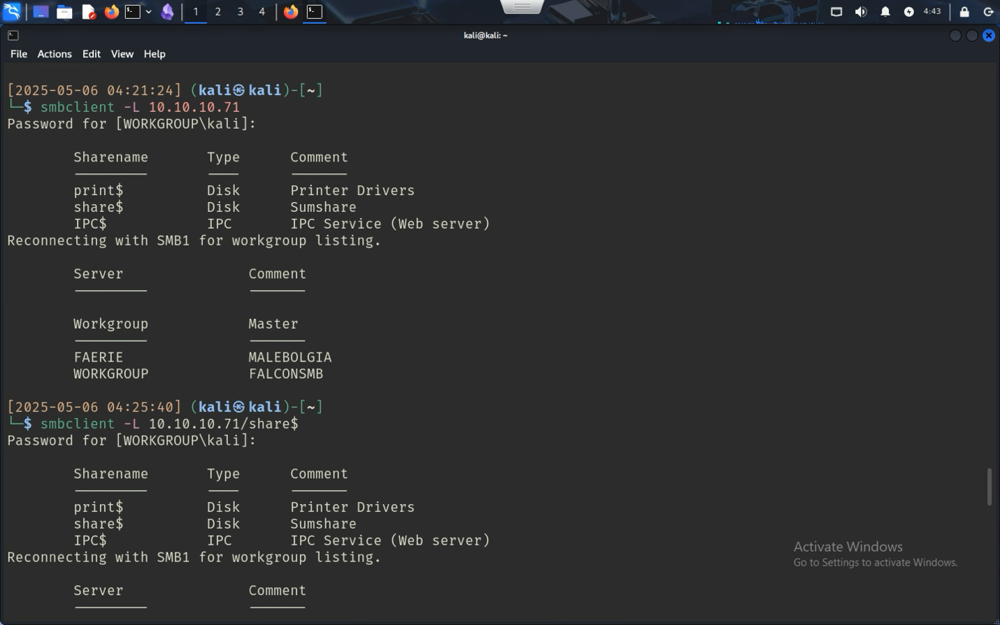 1 2 3 4 4:43
kali@kali: ~
File Actions Edit View Help
[2025-05-06 04:21:24] (kali㉿kali)-[~]
└─$ smbclient -L 10.10.10.71
Password for [WORKGROUP\kali]:
Sharename Type Comment
print$ Disk Printer Drivers
share$ Disk Sumshare
IPC$ IPC IPC Service (Web server)
Reconnecting with SMB1 for workgroup listing.
Server Comment
Workgroup Master
FAERIE MALEBOLGIA
WORKGROUP FALCONSMB
[2025-05-06 04:25:40] (kali㉿kali)-[~]
└─$ smbclient -L 10.10.10.71/share$
Password for [WORKGROUP\kali]:
Sharename Type Comment
print$ Disk Printer Drivers
share$ Disk Sumshare
IPC$ IPC IPC Service (Web server)
Reconnecting with SMB1 for workgroup listing.
Server Comment
Activate Windows
Go to Settings to activate Windows.